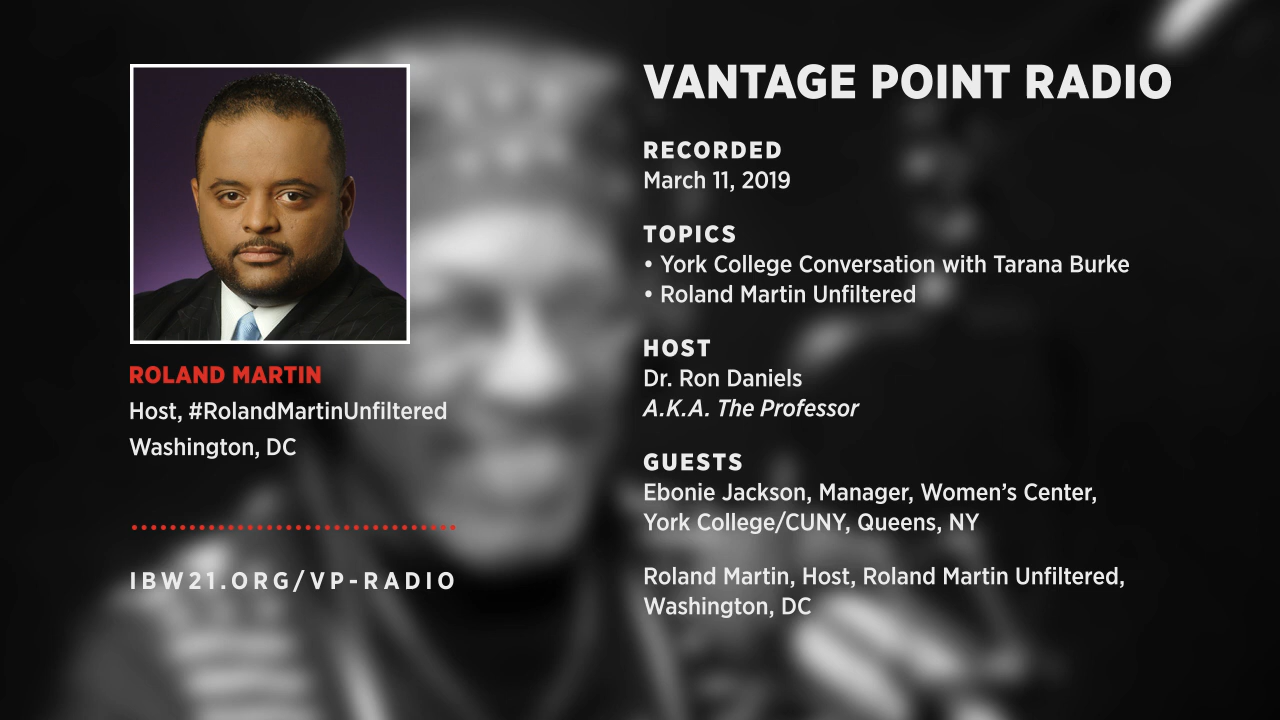 ROLAND MARTIN
Host, #RolandMartinUnfiltered
Washington, DC
IBW21.ORG/VP-RADIO
VANTAGE POINT RADIO
RECORDED
March 11, 2019
TOPICS
• York College Conversation with Tarana Burke
• Roland Martin Unfiltered
HOST
Dr. Ron Daniels
A.K.A. The Professor
GUESTS
Ebonie Jackson, Manager, Women’s Center,
York College/CUNY, Queens, NY
Roland Martin, Host, Roland Martin Unfiltered,
Washington, DC